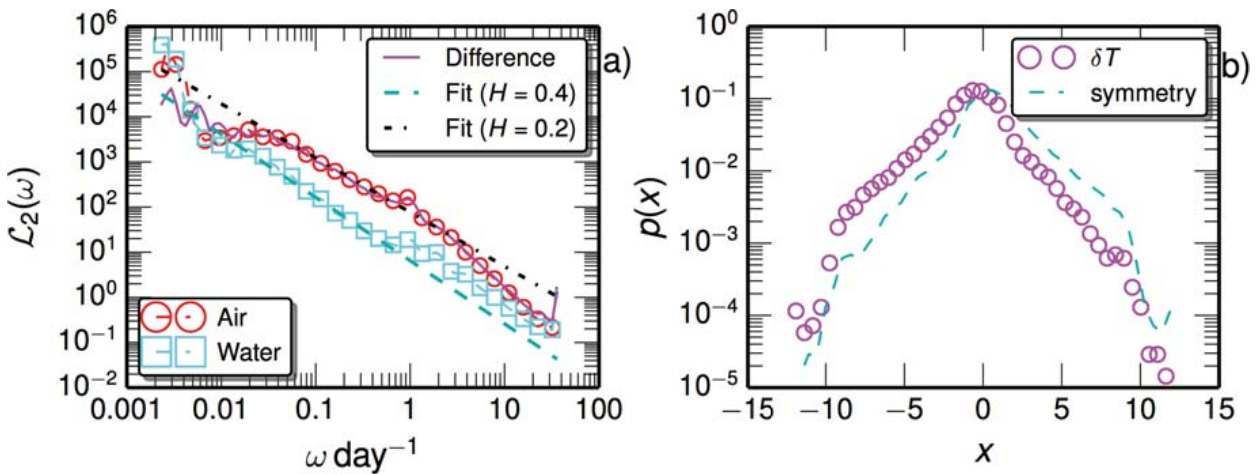 10^6
10^5
10^4
10^3
10^2
10^1
10^0
10^-1
10^-2
ℒ₂(ω)
0.001 0.01 0.1 1 10 100
ω day^-1
Difference
Fit (H = 0.4)
Fit (H = 0.2)
Air
Water
a)
10^0
10^-1
10^-2
10^-3
10^-4
10^-5
p(x)
−15 −10 −5 0 5 10 15
x
δT
symmetry
b)